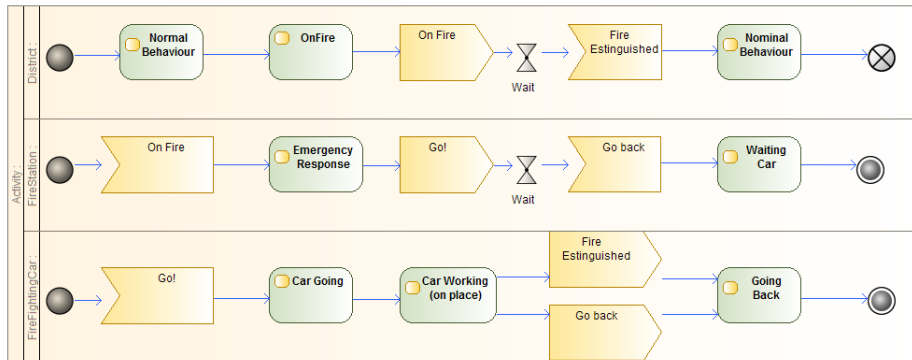 Activity :
District :
Normal
Behaviour
OnFire
On Fire
Wait
Fire
Estinguished
Nominal
Behaviour
FireStation :
On Fire
Emergency
Response
Go!
Wait
Go back
Waiting
Car
FireFightingCar :
Go!
Car Going
Car Working
(on place)
Fire
Estinguished
Go back
Going
Back